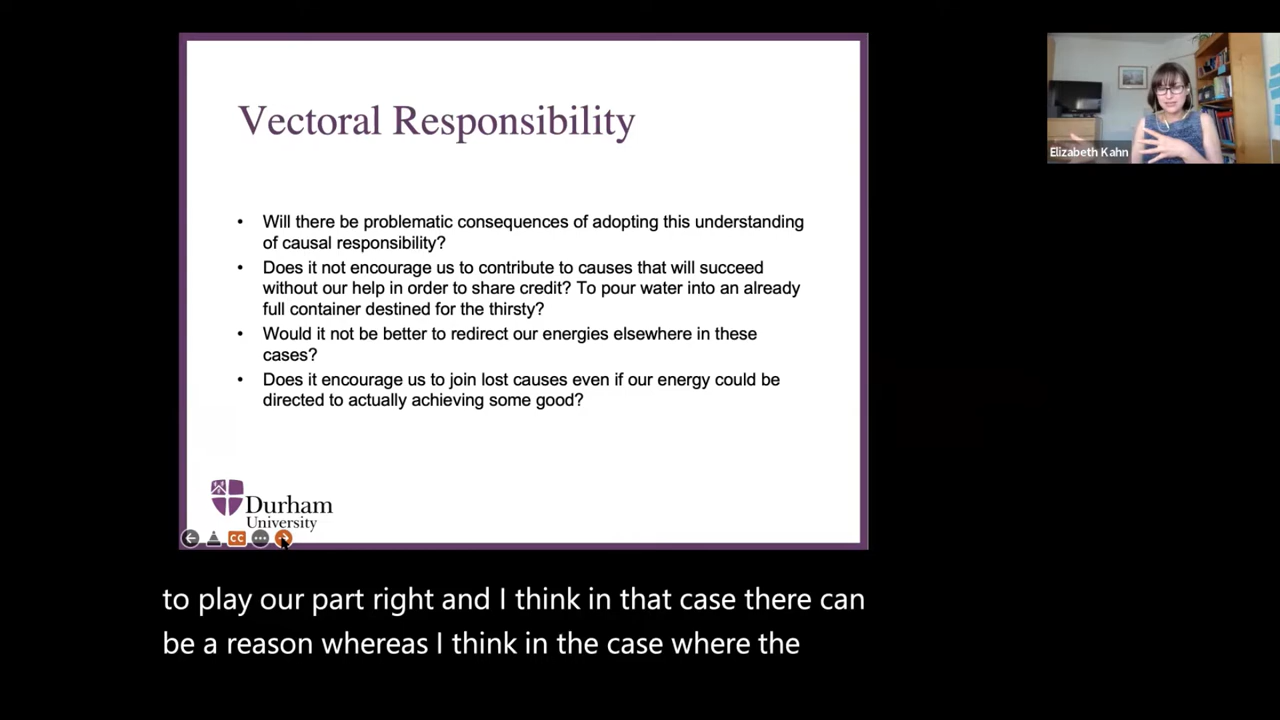 Vectoral Responsibility
Elizabeth Kahn
• Will there be problematic consequences of adopting this understanding
of causal responsibility?
• Does it not encourage us to contribute to causes that will succeed
without our help in order to share credit? To pour water into an already
full container destined for the thirsty?
• Would it not be better to redirect our energies elsewhere in these
cases?
• Does it encourage us to join lost causes even if our energy could be
directed to actually achieving some good?
Durham
University
CC
to play our part right and I think in that case there can
be a reason whereas I think in the case where the